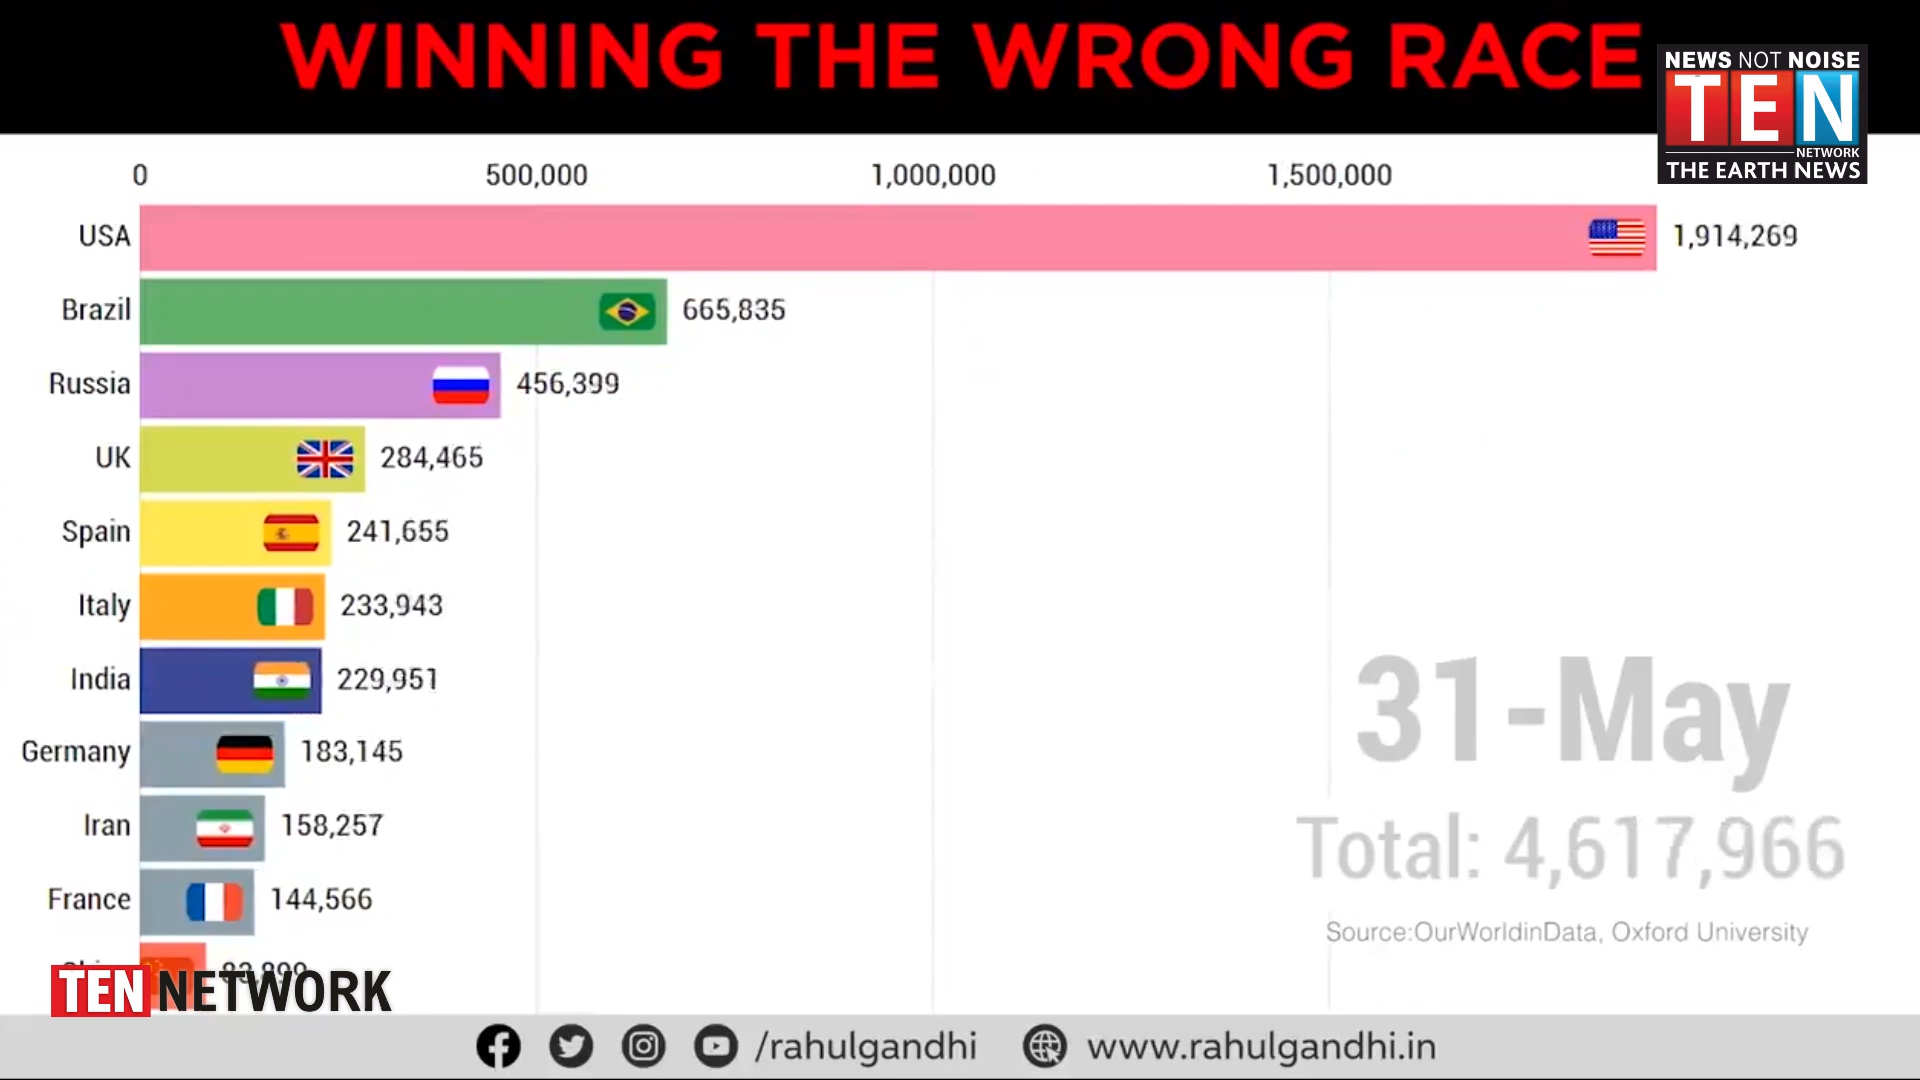 WINNING THE WRONG RACE
NEWS NOT NOISE
TEN
NETWORK
THE EARTH NEWS
0 500,000 1,000,000 1,500,000
USA 1,914,269
Brazil 665,835
Russia 456,399
UK 284,465
Spain 241,655
Italy 233,943
India 229,951
Germany 183,145
Iran 158,257
France 144,566
31-May
Total: 4,617,966
Source:OurWorldinData, Oxford University
TEN NETWORK
/rahulgandhi www.rahulgandhi.in